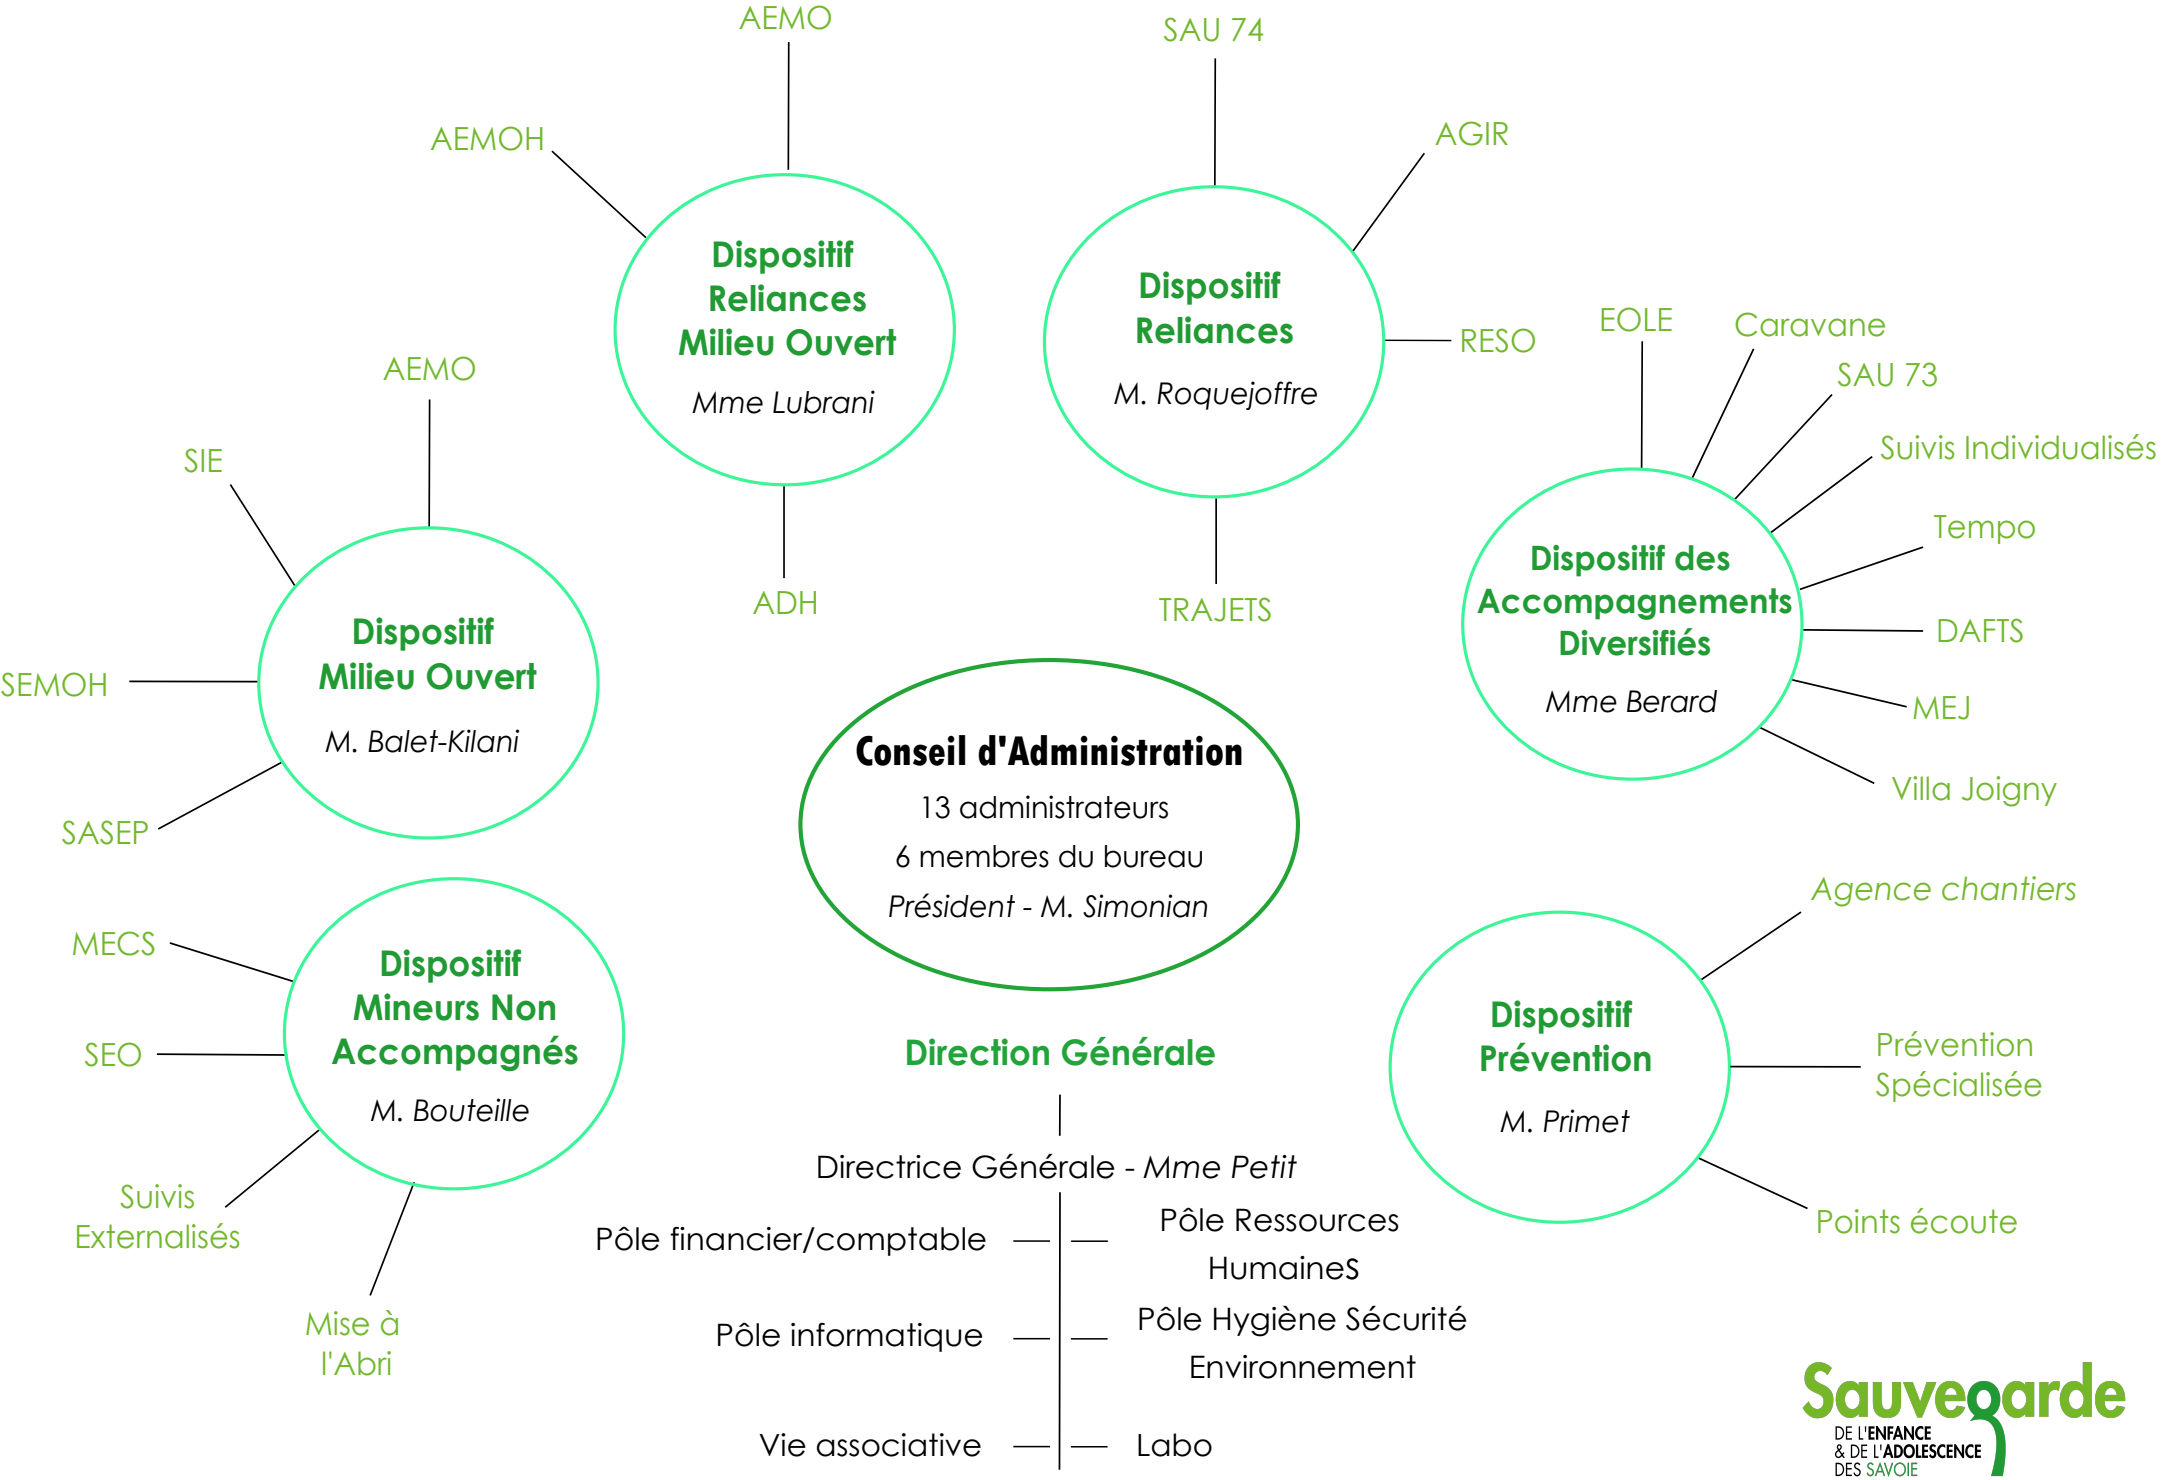 AEMO
AEMOH
Dispositif
Reliances
Milieu Ouvert
Mme Lubrani
ADH
SAU 74
AGIR
RESO
TRAJETS
Dispositif
Reliances
M. Roquejoffre
EOLE
Caravane
SAU 73
Suivis Individualisés
Tempo
DAFTS
MEJ
Villa Joigny
Dispositif des
Accompagnements
Diversifiés
Mme Berard
AEMO
SIE
SEMOH
SASEP
Dispositif
Milieu Ouvert
M. Balet-Kilani
Conseil d'Administration
13 administrateurs
6 membres du bureau
Président - M. Simonian
MECS
SEO
Suivis
Externalisés
Mise à
l'Abri
Dispositif
Mineurs Non
Accompagnés
M. Bouteille
Agence chantiers
Prévention
Spécialisée
Points écoute
Dispositif
Prévention
M. Primet
Direction Générale
Directrice Générale - Mme Petit
Pôle financier/comptable
Pôle Ressources
HumaineS
Pôle informatique
Pôle Hygiène Sécurité
Environnement
Vie associative
Labo
Sauvegarde
DE L'ENFANCE
& DE L'ADOLESCENCE
DES SAVOIE